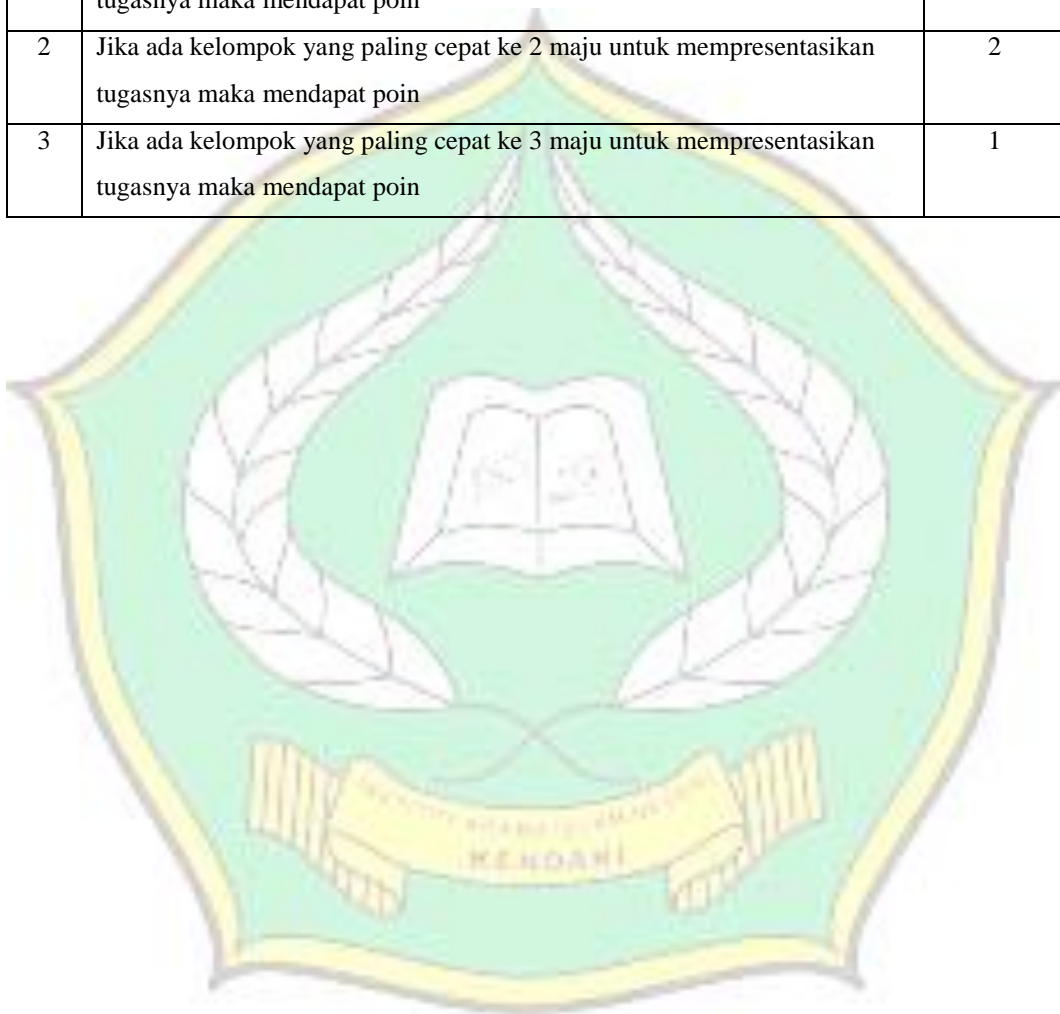 tugasnya maka mendapat poin
2 Jika ada kelompok yang paling cepat ke 2 maju untuk mempresentasikan 2
tugasnya maka mendapat poin
3 Jika ada kelompok yang paling cepat ke 3 maju untuk mempresentasikan 1
tugasnya maka mendapat poin
KENDARI